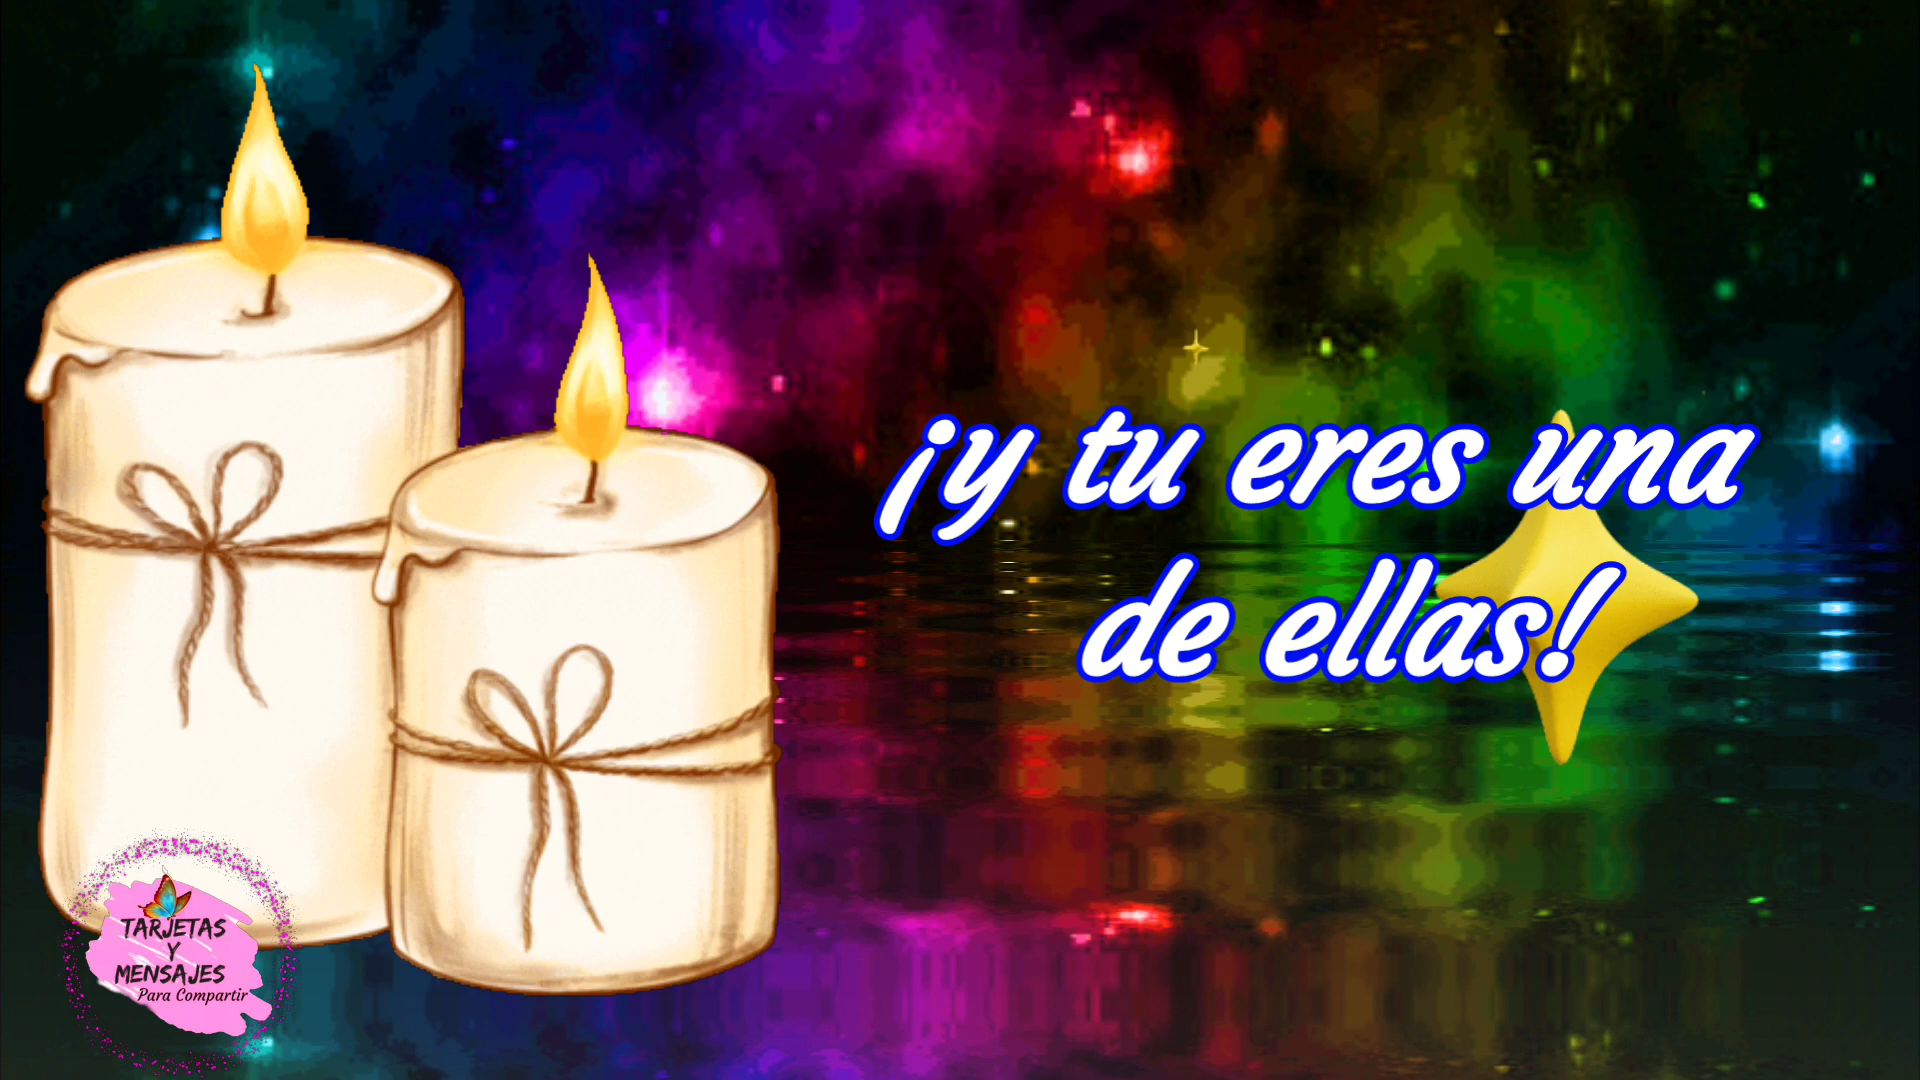 ¡y tu eres una
de ellas!
TARJETAS
Y
MENSAJES
Para Compartir